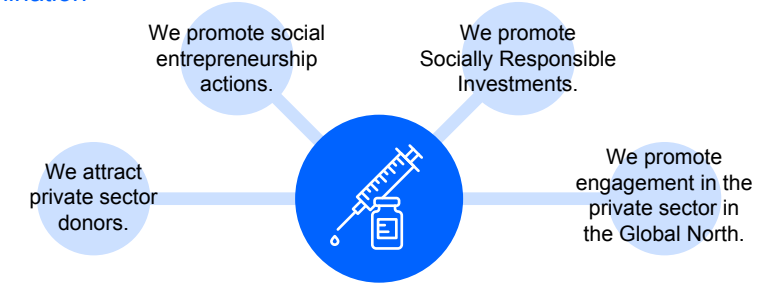 We promote social
entrepreneurship
actions.
We promote
Socially Responsible
Investments.
We attract
private sector
donors.
We promote
engagement in the
private sector in
the Global North.